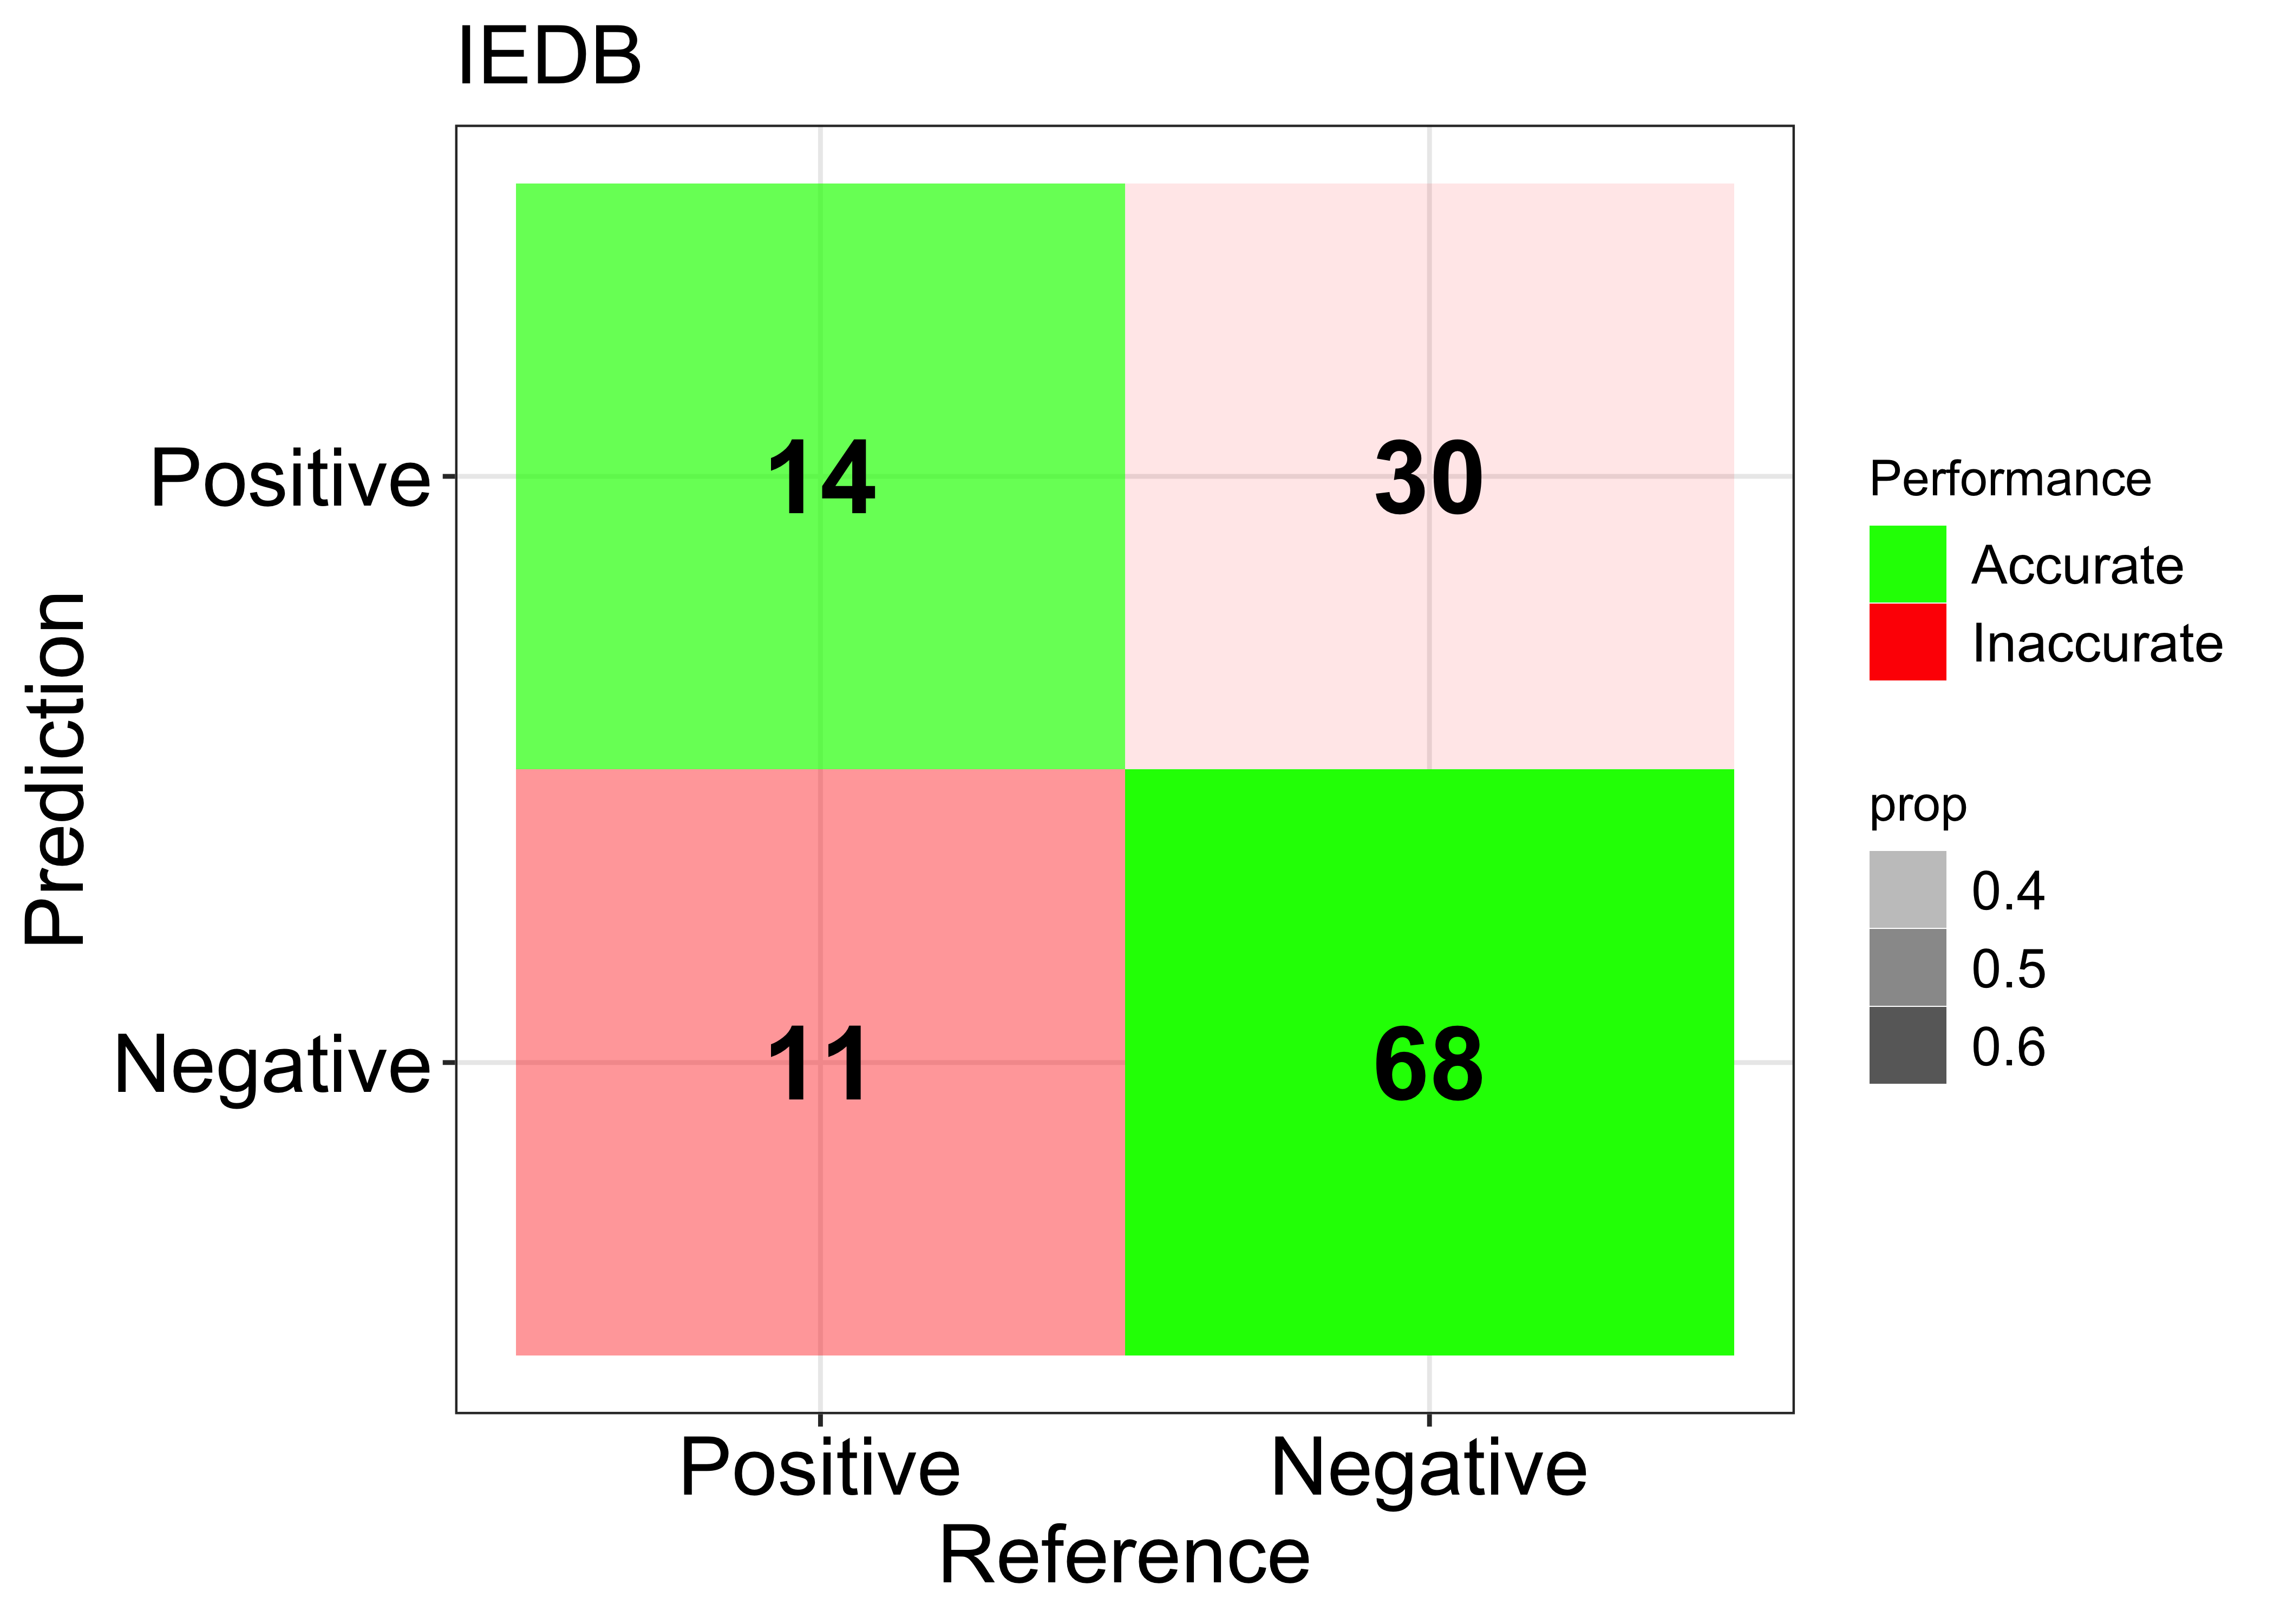 IEDB
Prediction
Positive
Negative
14
30
11
68
Positive
Negative
Reference
Performance
Accurate
Inaccurate
prop
0.4
0.5
0.6